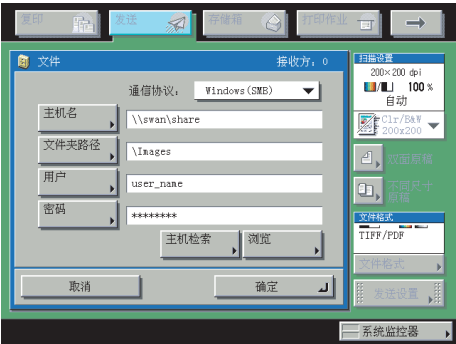 复印
发送
存储箱
打印作业
文件
接收方: 0
通信协议:
Windows(SMB)
主机名
\\swan\share
文件夹路径
\Images
用户
user_name
密码
********
主机检索
浏览
取消
确定
扫描设置
200×200 dpi
100 %
自动
Clr/B&W
200x200
双面原稿
不同尺寸
原稿
文件格式
TIFF/PDF
文件格式
发送设置
系统监控器